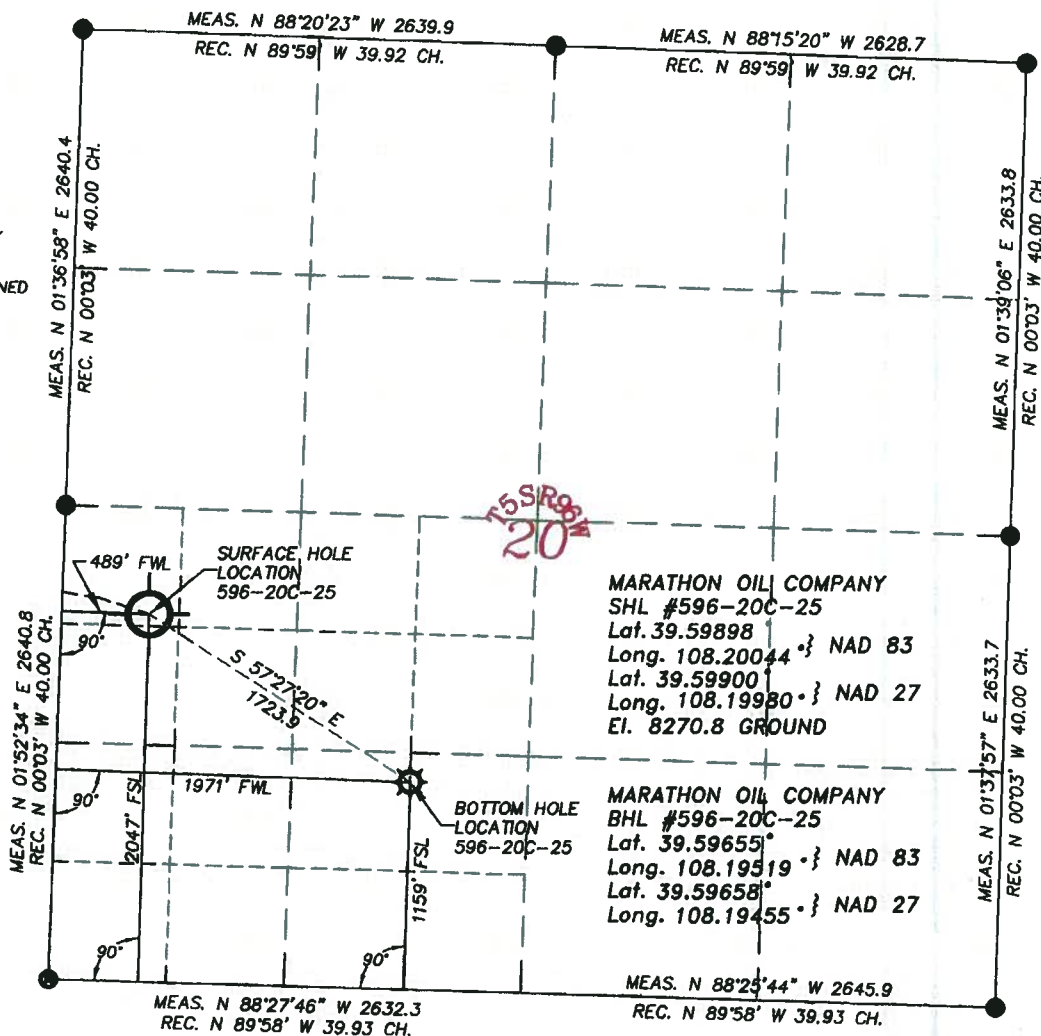 MEAS. N 88°20'23" W 2639.9
REC. N 89°59' W 39.92 CH.
MEAS. N 88°15'20" W 2628.7
REC. N 89°59' W 39.92 CH.
MEAS. N 01°36'58" E 2640.4
REC. N 00°03' W 40.00 CH.
MEAS. N 01°39'06" E 2633.8
REC. N 00°03' W 40.00 CH.
NED
T5SR96W
20
489' FWL
SURFACE HOLE
LOCATION
596-20C-25
90°
S 57°27'20" E
1723.9
MARATHON OIL COMPANY
SHL #596-20C-25
Lat. 39.59898°
Long. 108.20044° } NAD 83
Lat. 39.59900°
Long. 108.19980° } NAD 27
El. 8270.8 GROUND
MEAS. N 01°52'34" E 2640.8
REC. N 00°03' W 40.00 CH.
90°
2047' FSL
1971' FWL
BOTTOM HOLE
LOCATION
596-20C-25
1159' FSL
MARATHON OIL COMPANY
BHL #596-20C-25
Lat. 39.59655°
Long. 108.19519° } NAD 83
Lat. 39.59658°
Long. 108.19455° } NAD 27
MEAS. N 01°37'57" E 2633.7
REC. N 00°03' W 40.00 CH.
90°
90°
MEAS. N 88°27'46" W 2632.3
REC. N 89°58' W 39.93 CH.
MEAS. N 88°25'44" W 2645.9
REC. N 89°58' W 39.93 CH.